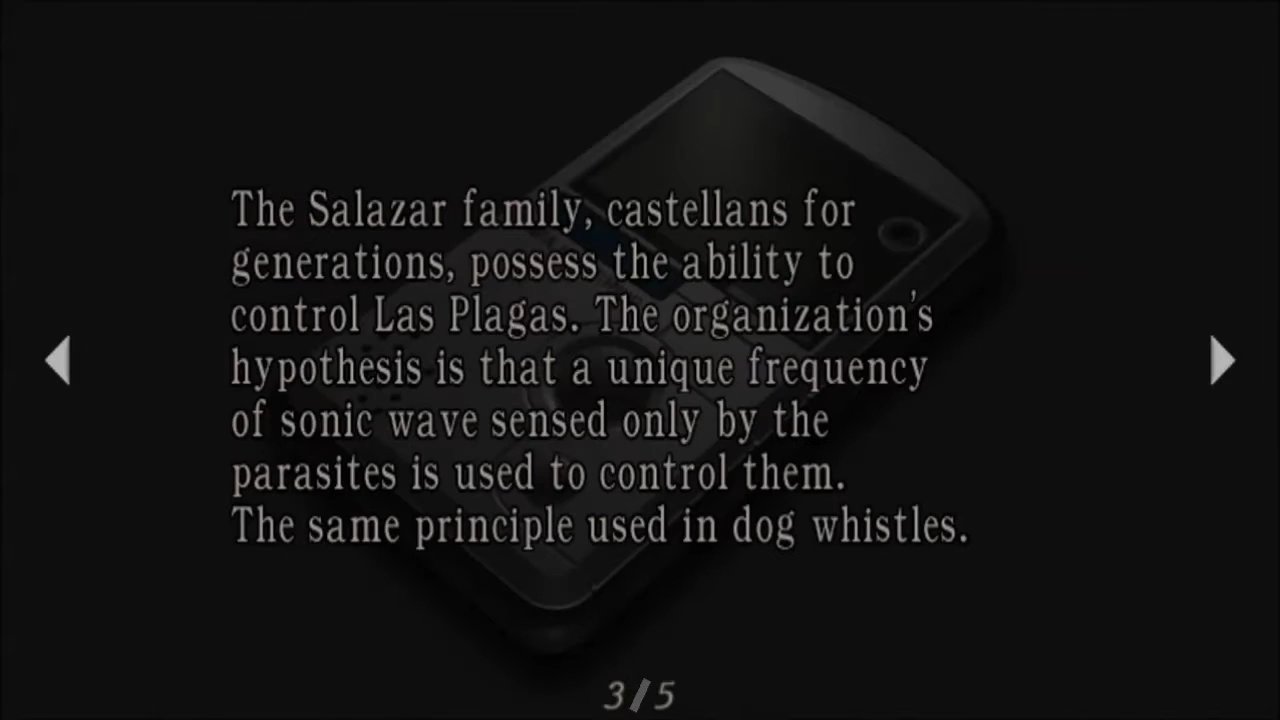 The Salazar family, castellans for
generations, possess the ability to
control Las Plagas. The organization's
hypothesis is that a unique frequency
of sonic wave sensed only by the
parasites is used to control them.
The same principle used in dog whistles.
3/5